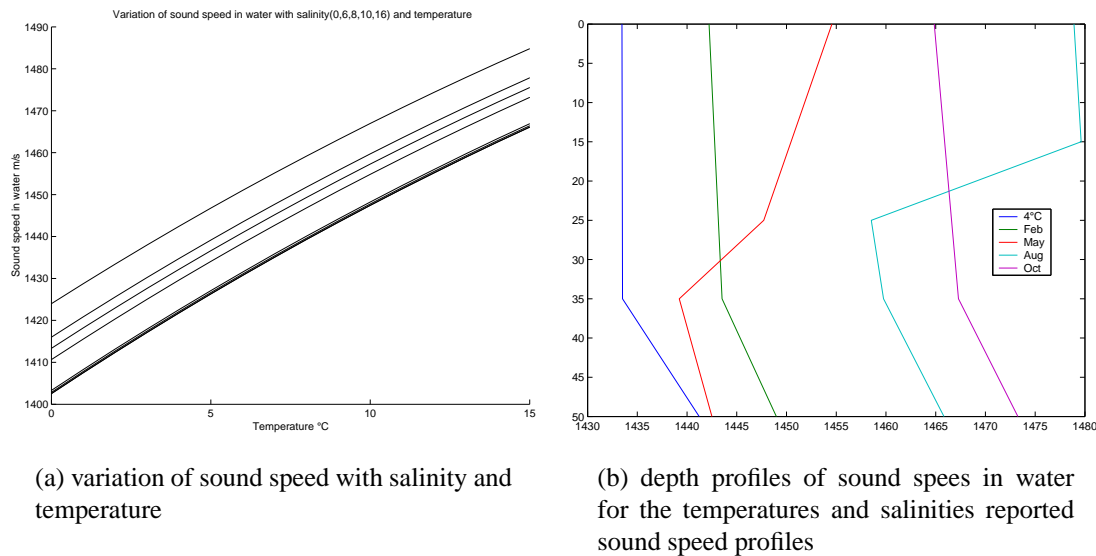 Variation of sound speed in water with salinity(0,6,8,10,16) and temperature
1490
1480
1470
1460
1450
1440
1430
1420
1410
1400
Sound speed in water m/s
0
5
10
15
Temperature °C
0
5
10
15
20
25
30
35
40
45
50
4°C
Feb
May
Aug
Oct
1430
1435
1440
1445
1450
1455
1460
1465
1470
1475
1480
(a) variation of sound speed with salinity and
temperature
(b) depth profiles of sound spees in water
for the temperatures and salinities reported
sound speed profiles